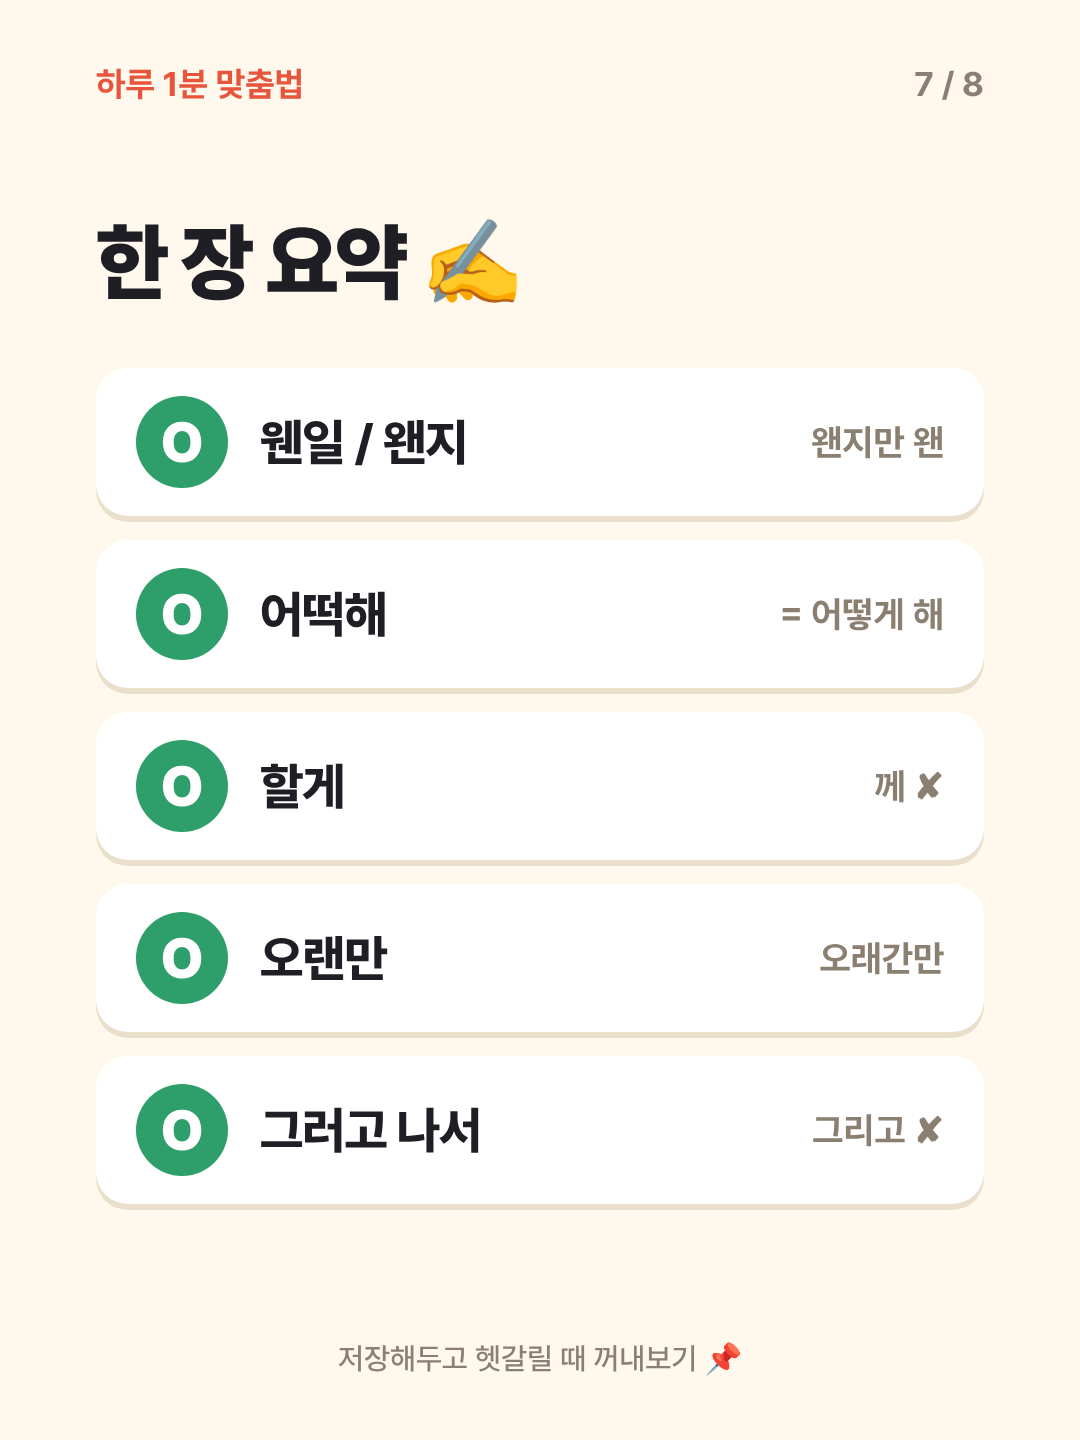 하루 1분 맞춤법
7 / 8
한 장 요약 ✍️
O 웬일 / 왠지 왠지만 왠
O 어떡해 = 어떻게 해
O 할게 께 ✘
O 오랜만 오래간만
O 그러고 나서 그리고 ✘
저장해두고 헷갈릴 때 꺼내보기 📌